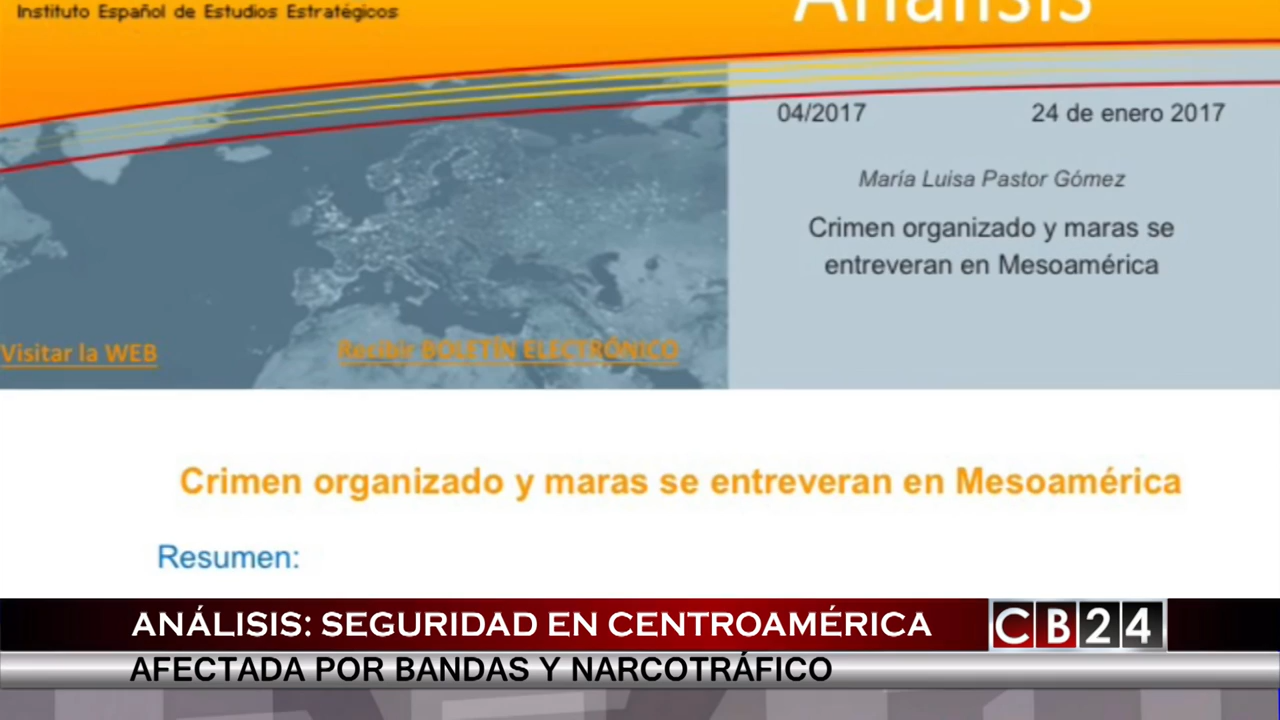 Instituto Español de Estudios Estratégicos
Análisis
04/2017 24 de enero 2017
María Luisa Pastor Gómez
Crimen organizado y maras se
entreveran en Mesoamérica
Visitar la WEB
Recibir BOLETÍN ELECTRÓNICO
Crimen organizado y maras se entreveran en Mesoamérica
Resumen:
ANÁLISIS: SEGURIDAD EN CENTROAMÉRICA
CB24
AFECTADA POR BANDAS Y NARCOTRÁFICO